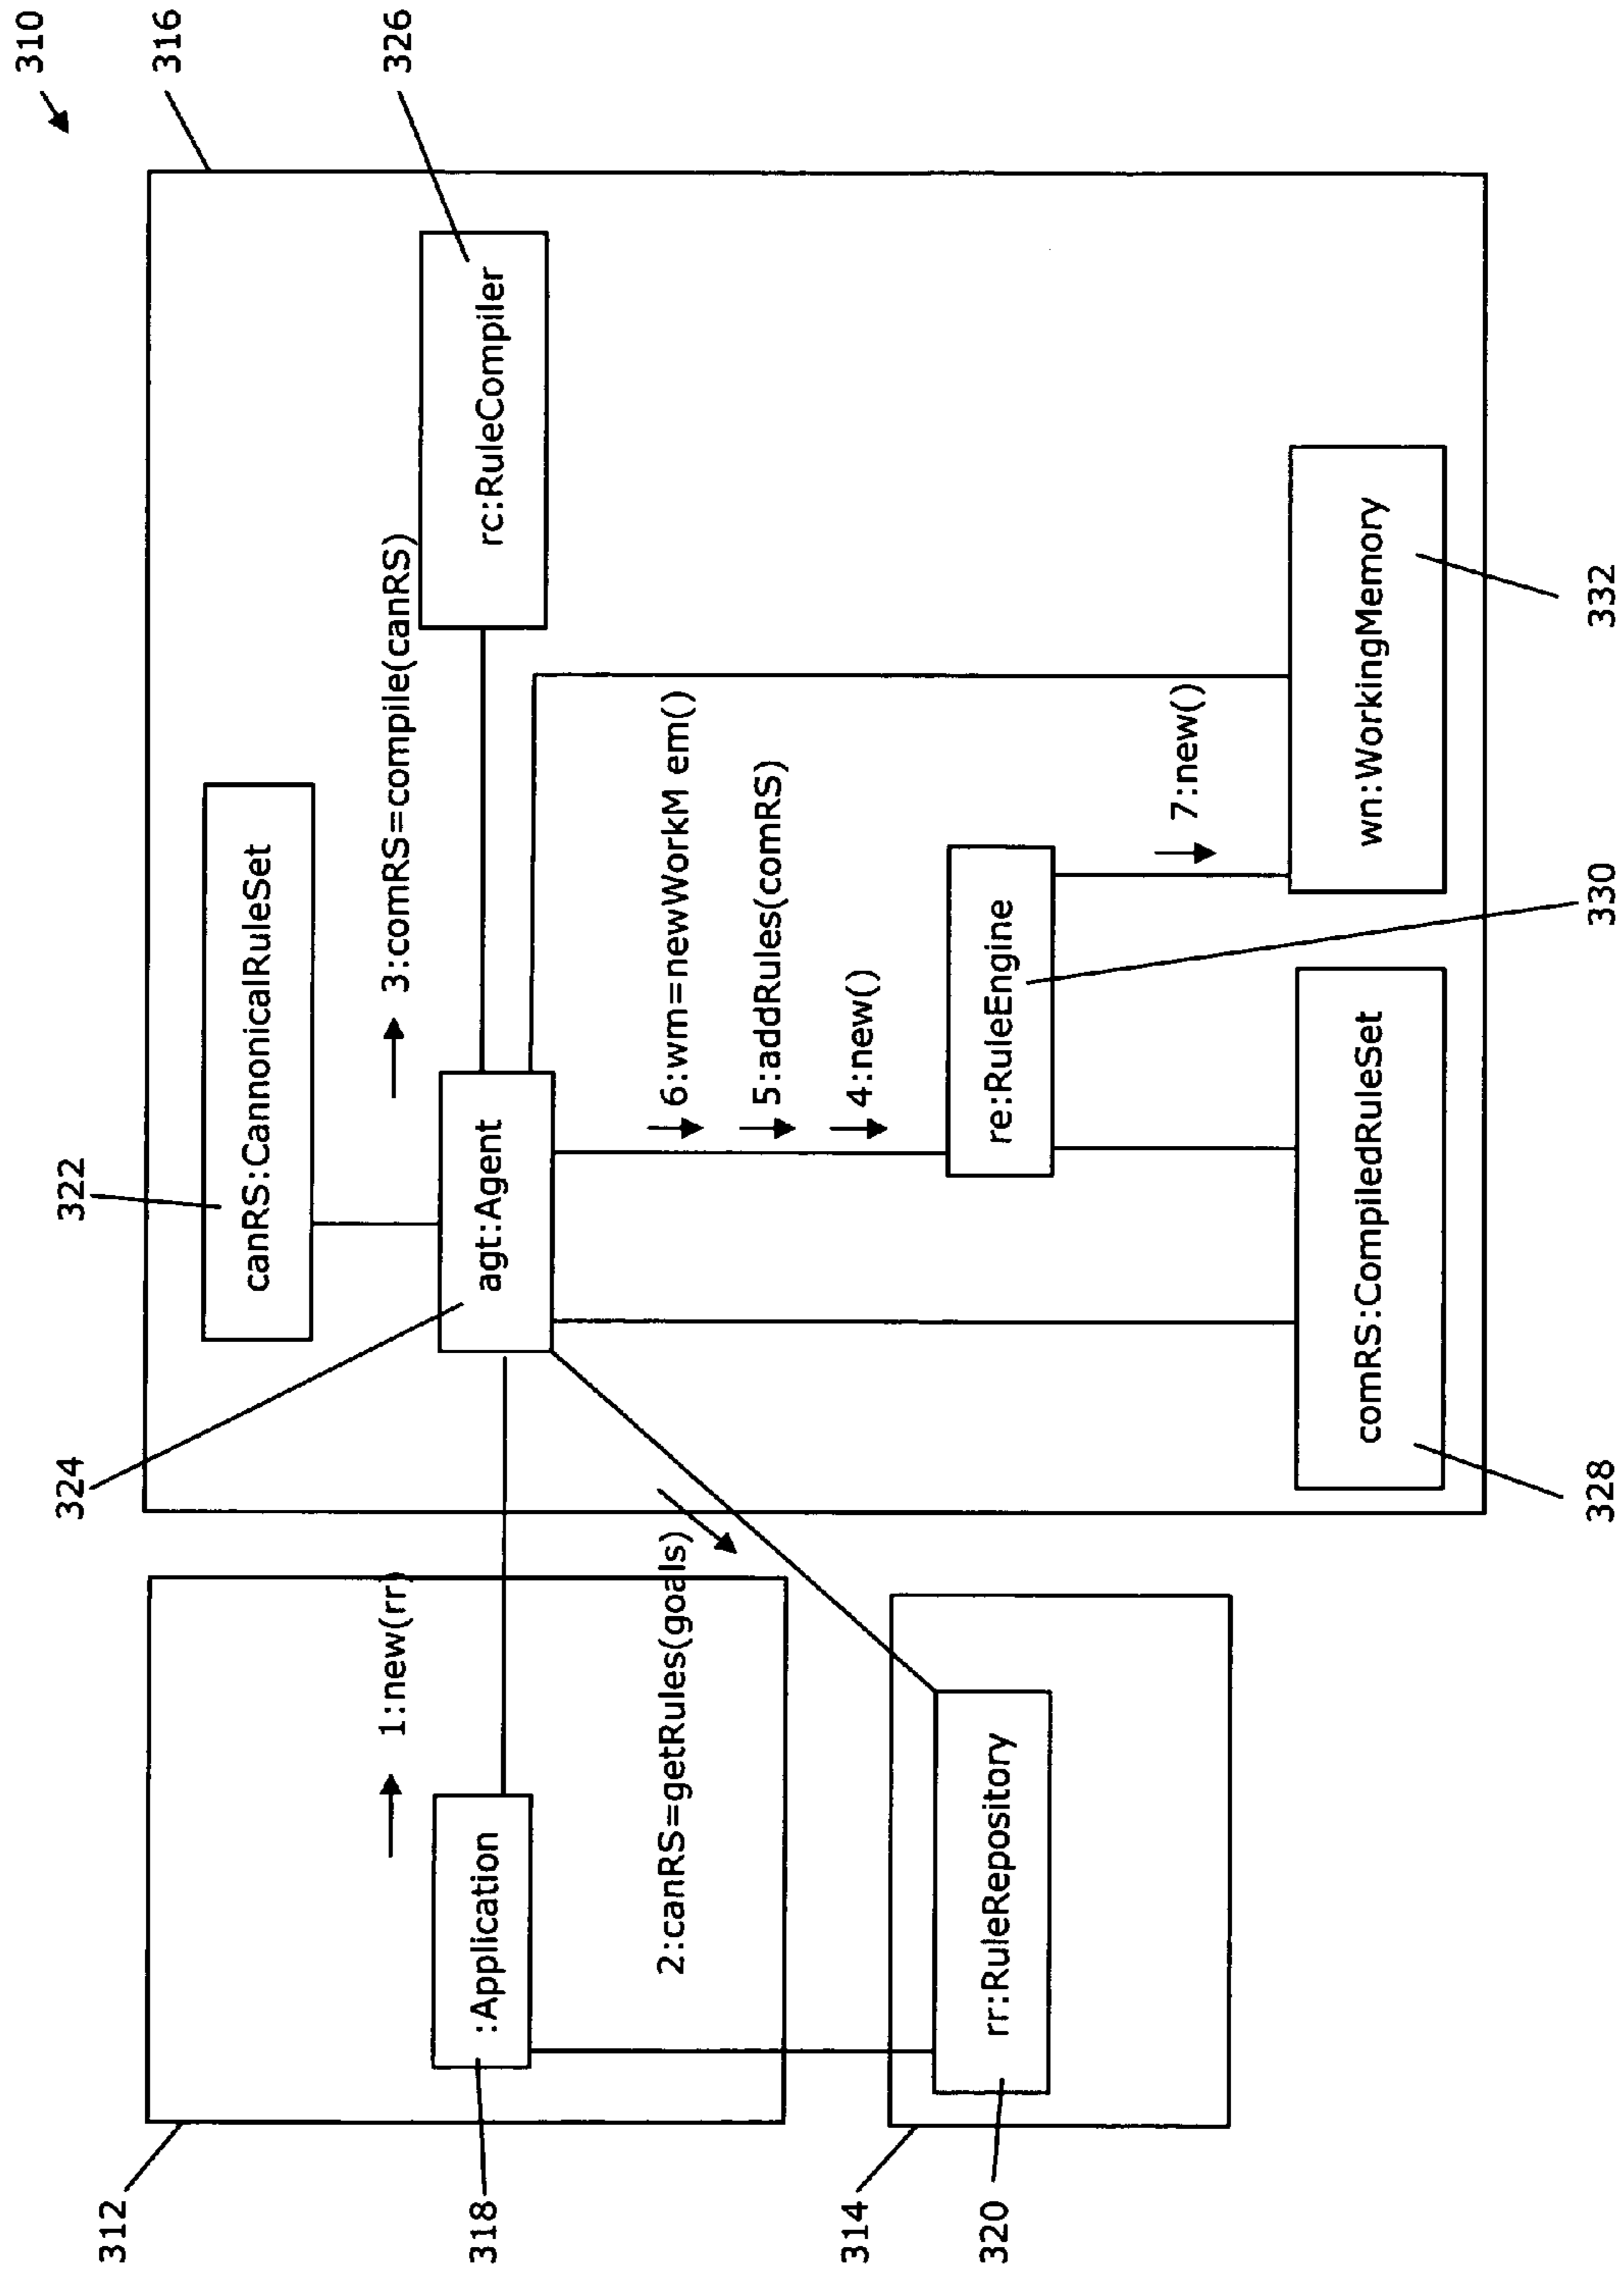 310
316
326
322
canRS:CannonicalRuleSet
3:comRS=compile(canRS)
rc:RuleCompiler
324
agt:Agent
312
1:new(rr)
318
:Application
2:canRS=getRules(goals)
6:wm=newWorkM em()
5:addRules(comRS)
4:new()
re:RuleEngine
7:new()
314
320
rr:RuleRepository
comRS:CompiledRuleSet
wn:WorkingMemory
328
330
332